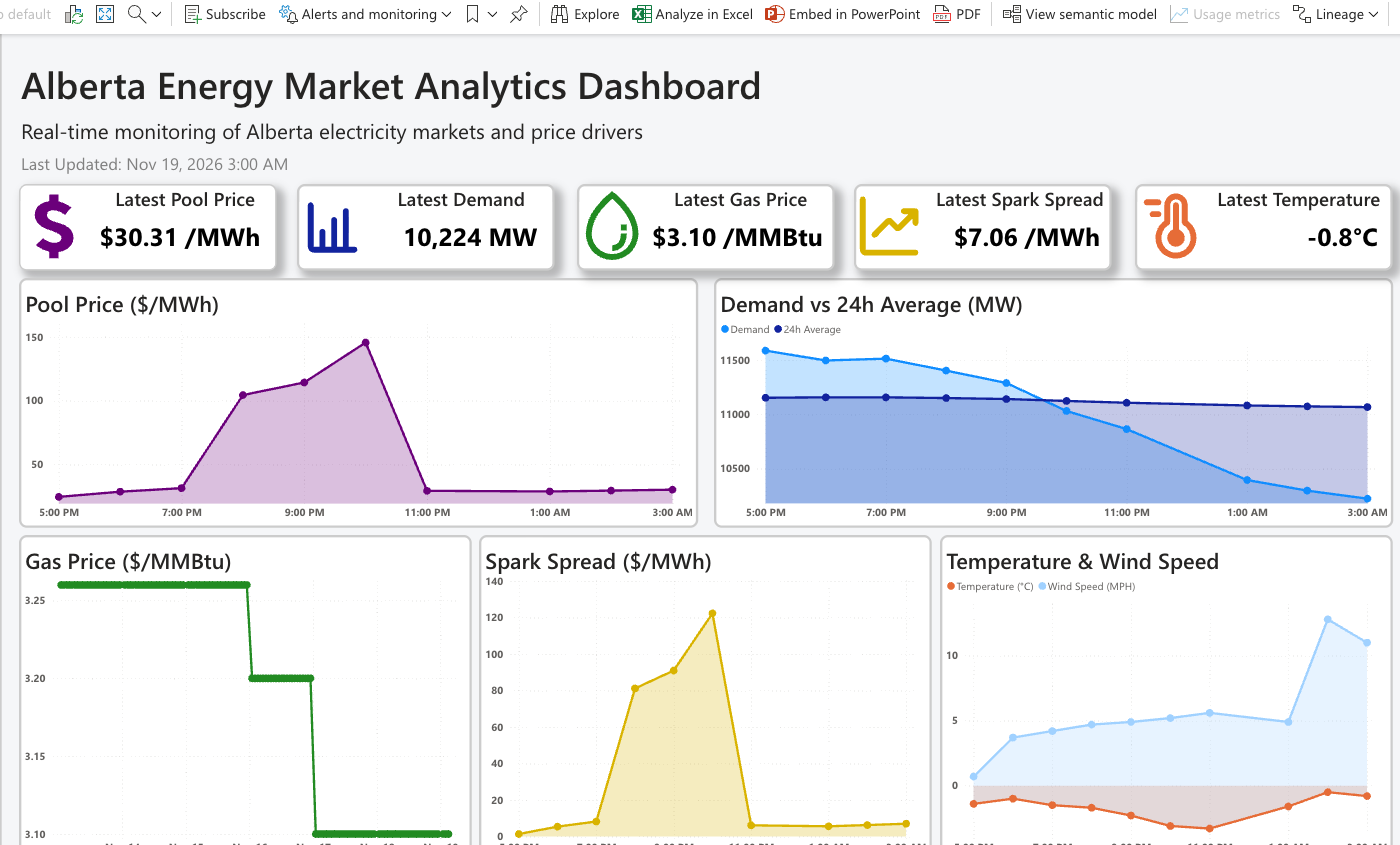 default
Subscribe
Alerts and monitoring
Explore
Analyze in Excel
Embed in PowerPoint
PDF
View semantic model
Usage metrics
Lineage
Alberta Energy Market Analytics Dashboard
Real-time monitoring of Alberta electricity markets and price drivers
Last Updated: Nov 19, 2026 3:00 AM
Latest Pool Price
$30.31 /MWh
Latest Demand
10,224 MW
Latest Gas Price
$3.10 /MMBtu
Latest Spark Spread
$7.06 /MWh
Latest Temperature
-0.8°C
Pool Price ($/MWh)
150
100
50
5:00 PM 7:00 PM 9:00 PM 11:00 PM 1:00 AM 3:00 AM
Demand vs 24h Average (MW)
Demand 24h Average
11500
11000
10500
5:00 PM 7:00 PM 9:00 PM 11:00 PM 1:00 AM 3:00 AM
Gas Price ($/MMBtu)
3.25
3.20
3.15
3.10
Spark Spread ($/MWh)
140
120
100
80
60
40
20
0
Temperature & Wind Speed
Temperature (°C) Wind Speed (MPH)
10
5
0